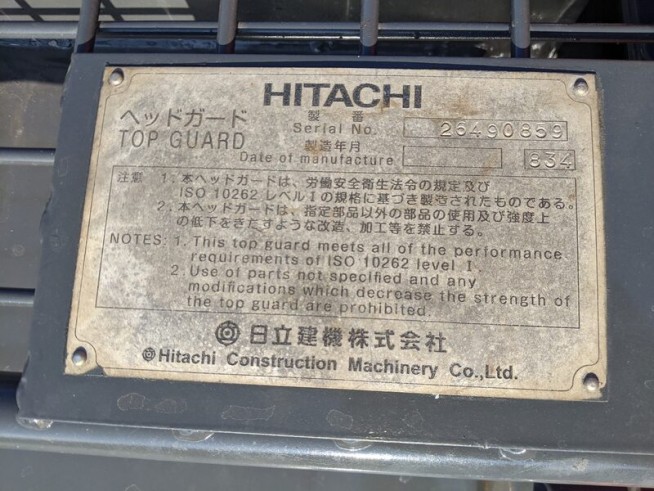 HITACHI
ヘッドガード
TOP GUARD
製 番
Serial No. 26490859
製造年月
Date of manufacture 834
注意 1. 本ヘッドガードは、労働安全衛生法令の規定及び
ISO 10262 レベルⅠの規格に基づき製造されたものである。
2. 本ヘッドガードは、指定部品以外の部品の使用及び強度上
の低下をきたすような改造、加工等を禁止する。
NOTES: 1. This top guard meets all of the performance
requirements of ISO 10262 level Ⅰ.
2. Use of parts not specified and any
modifications which decrease the strength of
the top guard are prohibited.
日立建機株式会社
Hitachi Construction Machinery Co.,Ltd.